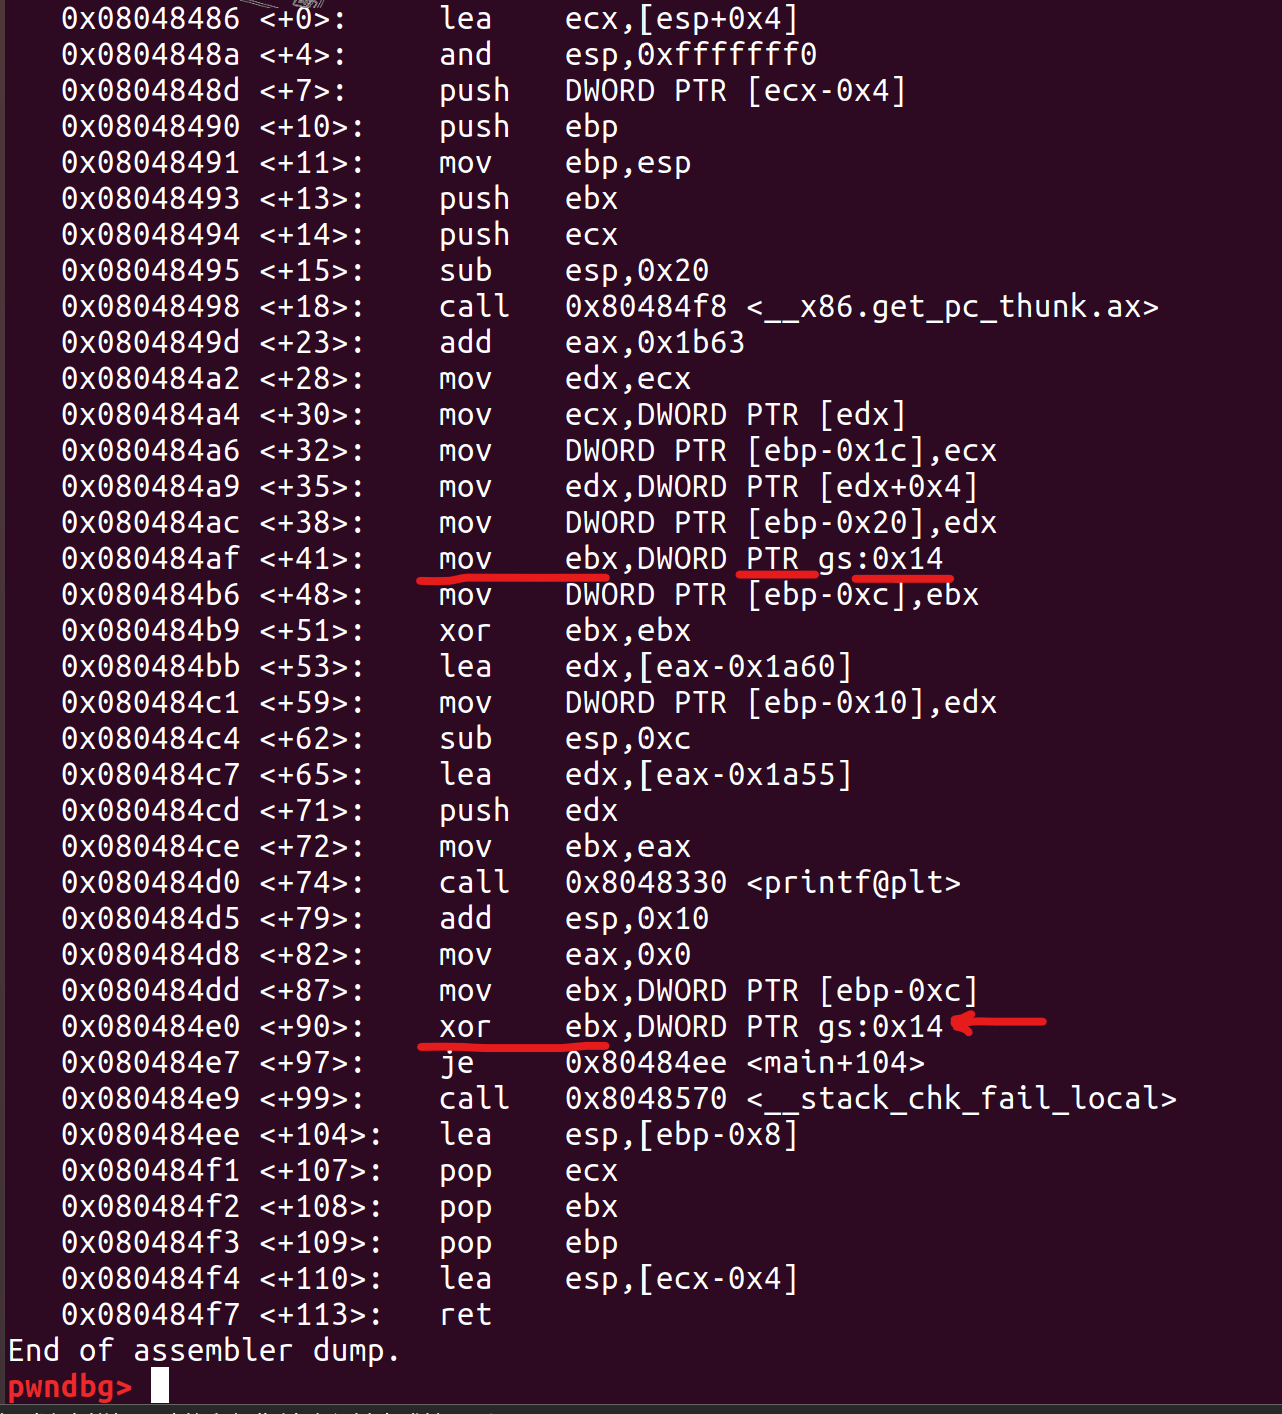 0x08048486 <+0>: lea ecx,[esp+0x4]
0x0804848a <+4>: and esp,0xfffffff0
0x0804848d <+7>: push DWORD PTR [ecx-0x4]
0x08048490 <+10>: push ebp
0x08048491 <+11>: mov ebp,esp
0x08048493 <+13>: push ebx
0x08048494 <+14>: push ecx
0x08048495 <+15>: sub esp,0x20
0x08048498 <+18>: call 0x80484f8 <__x86.get_pc_thunk.ax>
0x0804849d <+23>: add eax,0x1b63
0x080484a2 <+28>: mov edx,ecx
0x080484a4 <+30>: mov ecx,DWORD PTR [edx]
0x080484a6 <+32>: mov DWORD PTR [ebp-0x1c],ecx
0x080484a9 <+35>: mov edx,DWORD PTR [edx+0x4]
0x080484ac <+38>: mov DWORD PTR [ebp-0x20],edx
0x080484af <+41>: mov ebx,DWORD PTR gs:0x14
0x080484b6 <+48>: mov DWORD PTR [ebp-0xc],ebx
0x080484b9 <+51>: xor ebx,ebx
0x080484bb <+53>: lea edx,[eax-0x1a60]
0x080484c1 <+59>: mov DWORD PTR [ebp-0x10],edx
0x080484c4 <+62>: sub esp,0xc
0x080484c7 <+65>: lea edx,[eax-0x1a55]
0x080484cd <+71>: push edx
0x080484ce <+72>: mov ebx,eax
0x080484d0 <+74>: call 0x8048330 <printf@plt>
0x080484d5 <+79>: add esp,0x10
0x080484d8 <+82>: mov eax,0x0
0x080484dd <+87>: mov ebx,DWORD PTR [ebp-0xc]
0x080484e0 <+90>: xor ebx,DWORD PTR gs:0x14
0x080484e7 <+97>: je 0x80484ee <main+104>
0x080484e9 <+99>: call 0x8048570 <__stack_chk_fail_local>
0x080484ee <+104>: lea esp,[ebp-0x8]
0x080484f1 <+107>: pop ecx
0x080484f2 <+108>: pop ebx
0x080484f3 <+109>: pop ebp
0x080484f4 <+110>: lea esp,[ecx-0x4]
0x080484f7 <+113>: ret
End of assembler dump.
pwndbg>